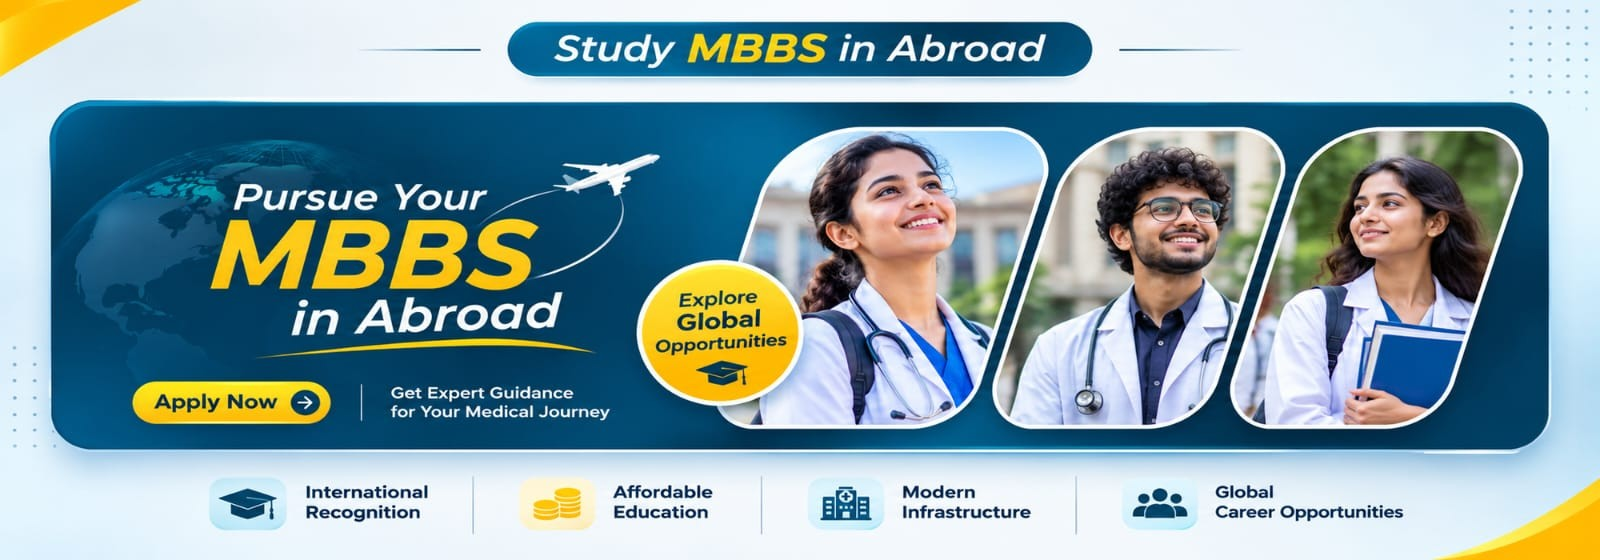 Study MBBS in Abroad
Pursue Your
MBBS
in Abroad
Apply Now
Get Expert Guidance
for Your Medical Journey
Explore
Global
Opportunities
International
Recognition
Affordable
Education
Modern
Infrastructure
Global
Career Opportunities